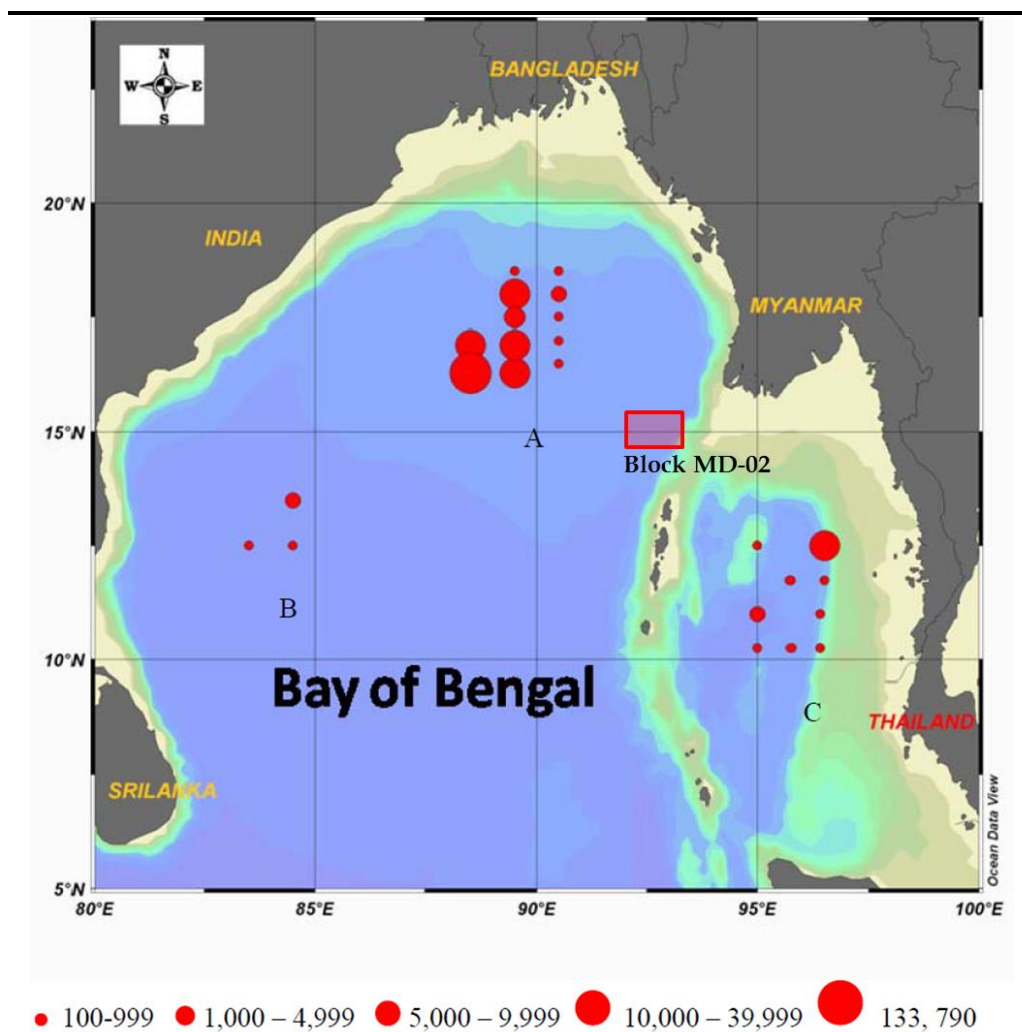 N
W E
S
BANGLADESH
20°N
INDIA
MYANMAR
15°N
A
Block MD-02
B
10°N
Bay of Bengal
C
THAILAND
SRILANKA
Ocean Data View
5°N
80°E 85°E 90°E 95°E 100°E
100-999 1,000 – 4,999 5,000 – 9,999 10,000 – 39,999 133, 790